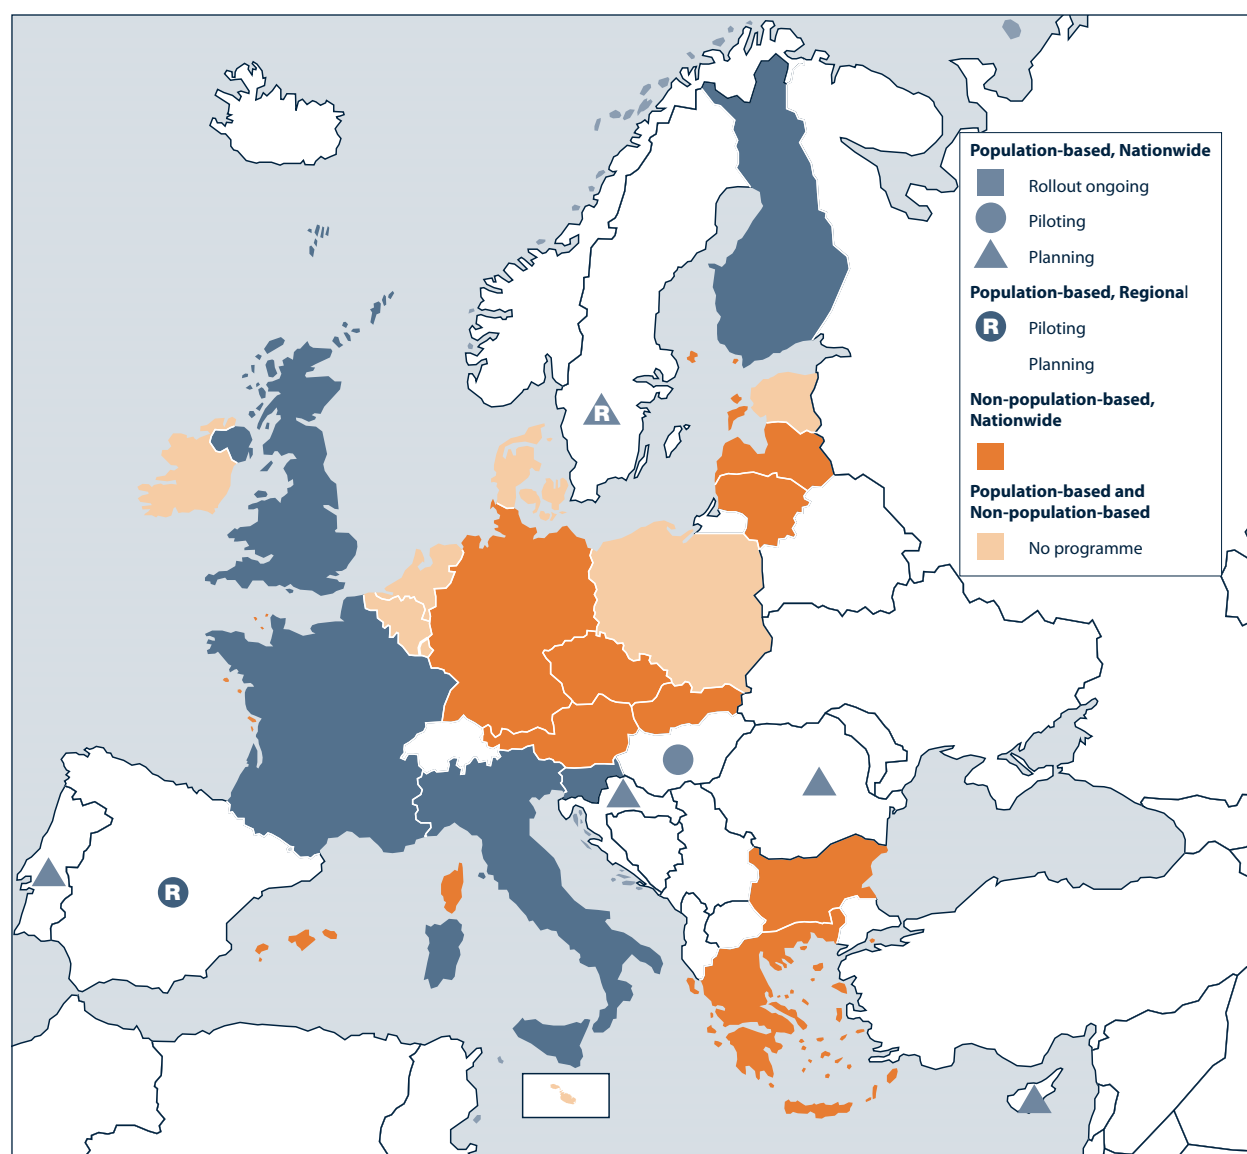 Population-based, Nationwide
Rollout ongoing
Piloting
Planning
Population-based, Regional
R Piloting
Planning
Non-population-based,
Nationwide
Population-based and
Non-population-based
No programme
R
R